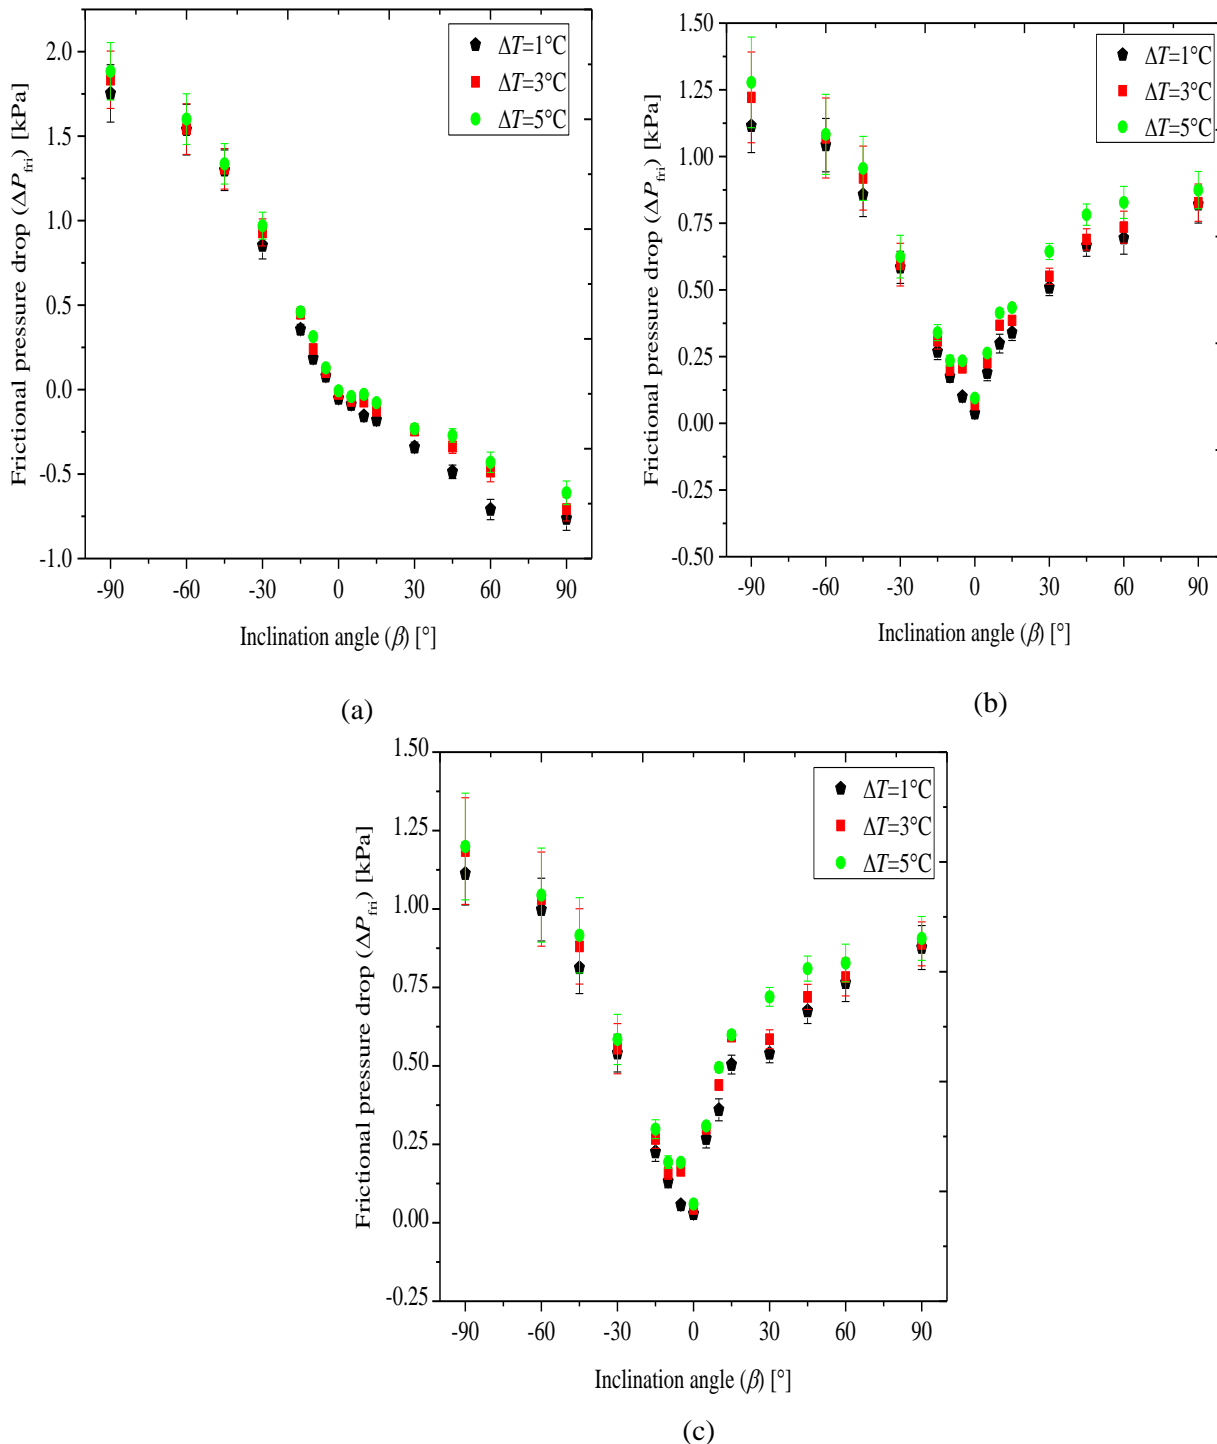 ΔT=1°C
ΔT=3°C
ΔT=5°C
2.0
1.5
1.0
0.5
0.0
-0.5
-1.0
Frictional pressure drop (ΔP_fri) [kPa]
-90 -60 -30 0 30 60 90
Inclination angle (β) [°]
(a)
ΔT=1°C
ΔT=3°C
ΔT=5°C
1.50
1.25
1.00
0.75
0.50
0.25
0.00
-0.25
-0.50
Frictional pressure drop (ΔP_fri) [kPa]
-90 -60 -30 0 30 60 90
Inclination angle (β) [°]
(b)
ΔT=1°C
ΔT=3°C
ΔT=5°C
1.50
1.25
1.00
0.75
0.50
0.25
0.00
-0.25
Frictional pressure drop (ΔP_fri) [kPa]
-90 -60 -30 0 30 60 90
Inclination angle (β) [°]
(c)